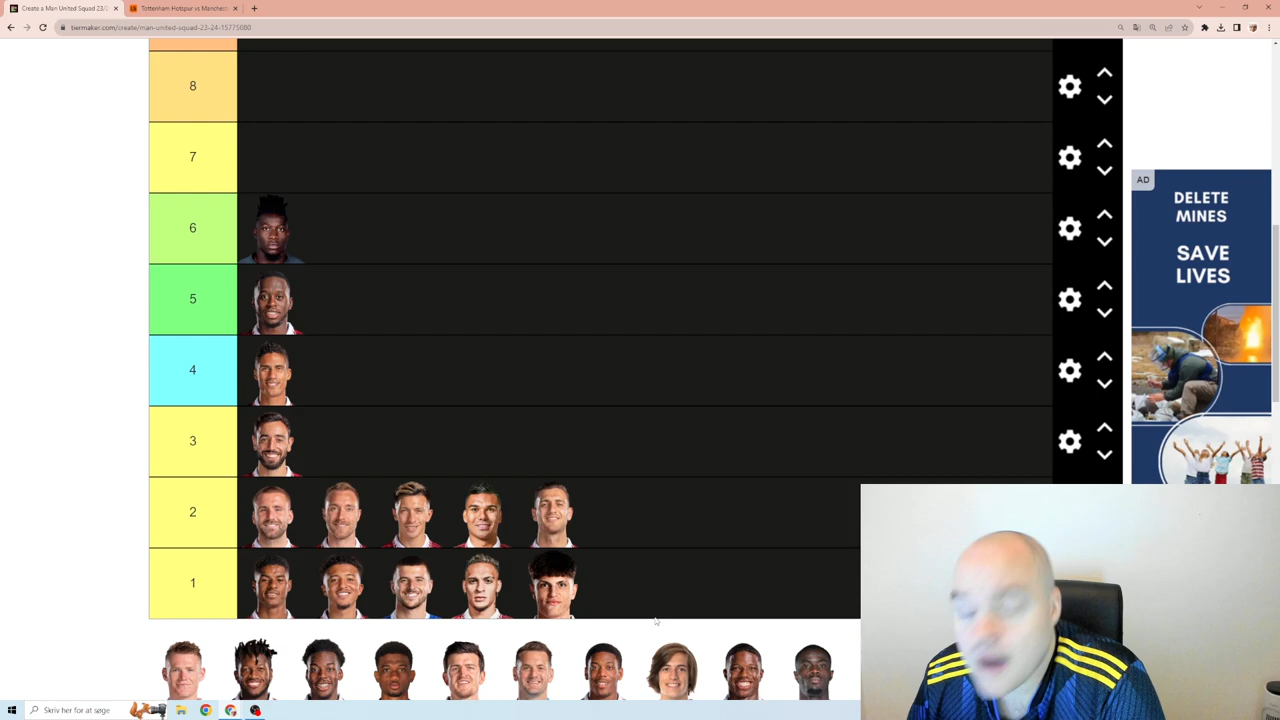 Create a Man United Squad 23/2
Tottenham Hotspur vs Manchest
tiermaker.com/create/man-united-squad-23-24-15775080
8
7
6
5
4
3
2
1
AD
DELETE
MINES
SAVE
LIVES
Skriv her for at søge